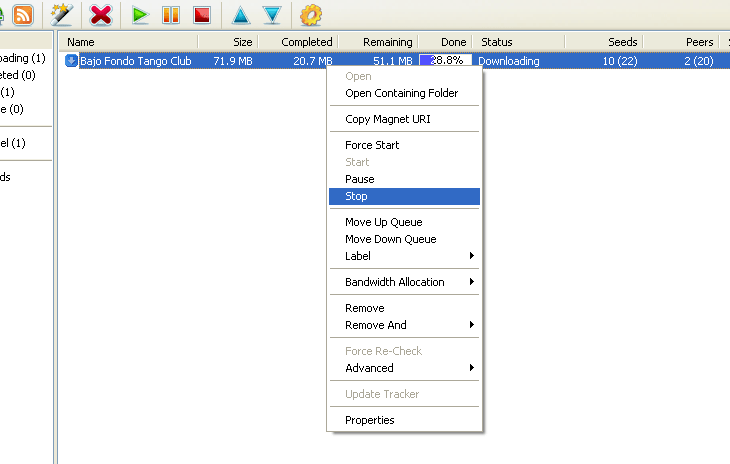 Name Size Completed Remaining Done Status Seeds Peers
oading (1)
Bajo Fondo Tango Club 71.9 MB 20.7 MB 51.1 MB 28.8% Downloading 10 (22) 2 (20)
eted (0)
(1)
e (0)
el (1)
ds
Open
Open Containing Folder
Copy Magnet URI
Force Start
Start
Pause
Stop
Move Up Queue
Move Down Queue
Label
Bandwidth Allocation
Remove
Remove And
Force Re-Check
Advanced
Update Tracker
Properties